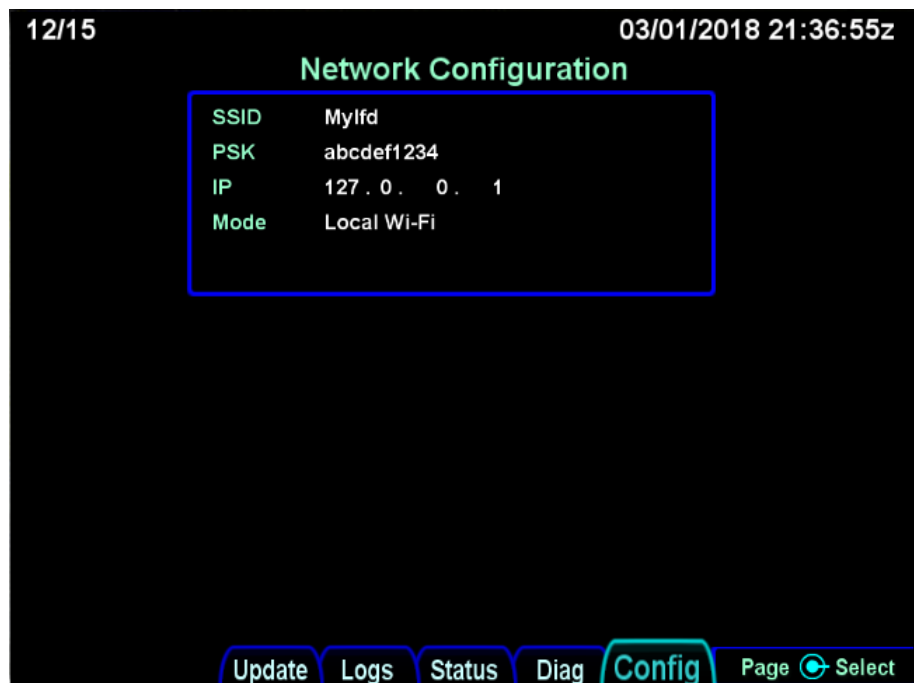 12/15 03/01/2018 21:36:55z
Network Configuration
SSID Mylfd
PSK abcdef1234
IP 127 . 0 . 0 . 1
Mode Local Wi-Fi
Update Logs Status Diag Config Page Select